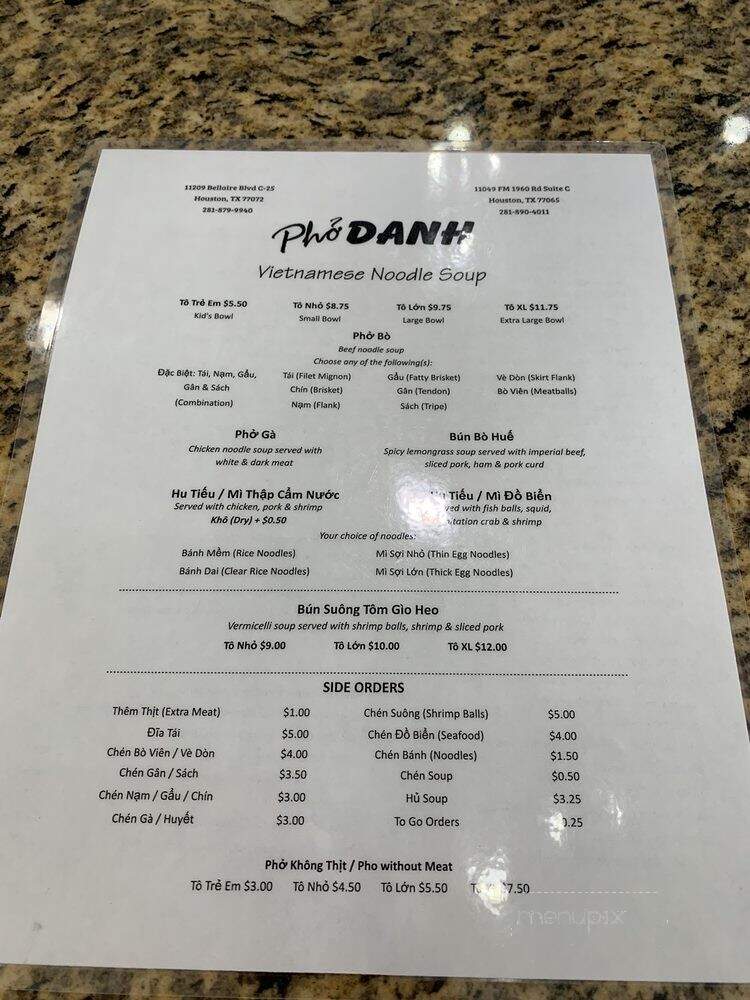 11209 Bellaire Blvd C-25
Houston, TX 77072
281-879-9940
11049 FM 1960 Rd Suite C
Houston, TX 77065
281-890-4011
Phở DANH
Vietnamese Noodle Soup
Tô Trẻ Em $5.50 Tô Nhỏ $8.75 Tô Lớn $9.75 Tô XL $11.75
Kid's Bowl Small Bowl Large Bowl Extra Large Bowl
Phở Bò
Beef noodle soup
Choose any of the following(s):
Đặc Biệt: Tái, Nạm, Gầu,
Gân & Sách
(Combination)
Tái (Filet Mignon)
Chín (Brisket)
Nạm (Flank)
Gầu (Fatty Brisket)
Gân (Tendon)
Sách (Tripe)
Vè Dòn (Skirt Flank)
Bò Viên (Meatballs)
Phở Gà
Chicken noodle soup served with
white & dark meat
Bún Bò Huế
Spicy lemongrass soup served with imperial beef,
sliced pork, ham & pork curd
Hu Tiếu / Mì Thập Cẩm Nước
Served with chicken, pork & shrimp
Khô (Dry) + $0.50
Tiếu / Mì Đồ Biển
with fish balls, squid,
crab & shrimp
Your choice of noodles:
Bánh Mềm (Rice Noodles) Mì Sợi Nhỏ (Thin Egg Noodles)
Bánh Dai (Clear Rice Noodles) Mì Sợi Lớn (Thick Egg Noodles)
Bún Suông Tôm Gìo Heo
Vermicelli soup served with shrimp balls, shrimp & sliced pork
Tô Nhỏ $9.00 Tô Lớn $10.00 Tô XL $12.00
SIDE ORDERS
Thêm Thịt (Extra Meat) $1.00 Chén Suông (Shrimp Balls) $5.00
Đĩa Tái $5.00 Chén Đồ Biển (Seafood) $4.00
Chén Bò Viên / Vè Dòn $4.00 Chén Bánh (Noodles) $1.50
Chén Gân / Sách $3.50 Chén Soup $0.50
Chén Nạm / Gầu / Chín $3.00 Hủ Soup $3.25
Chén Gà / Huyết $3.00 To Go Orders
Phở Không Thịt / Pho without Meat
Tô Trẻ Em $3.00 Tô Nhỏ $4.50 Tô Lớn $5.50 $7.50
menupix